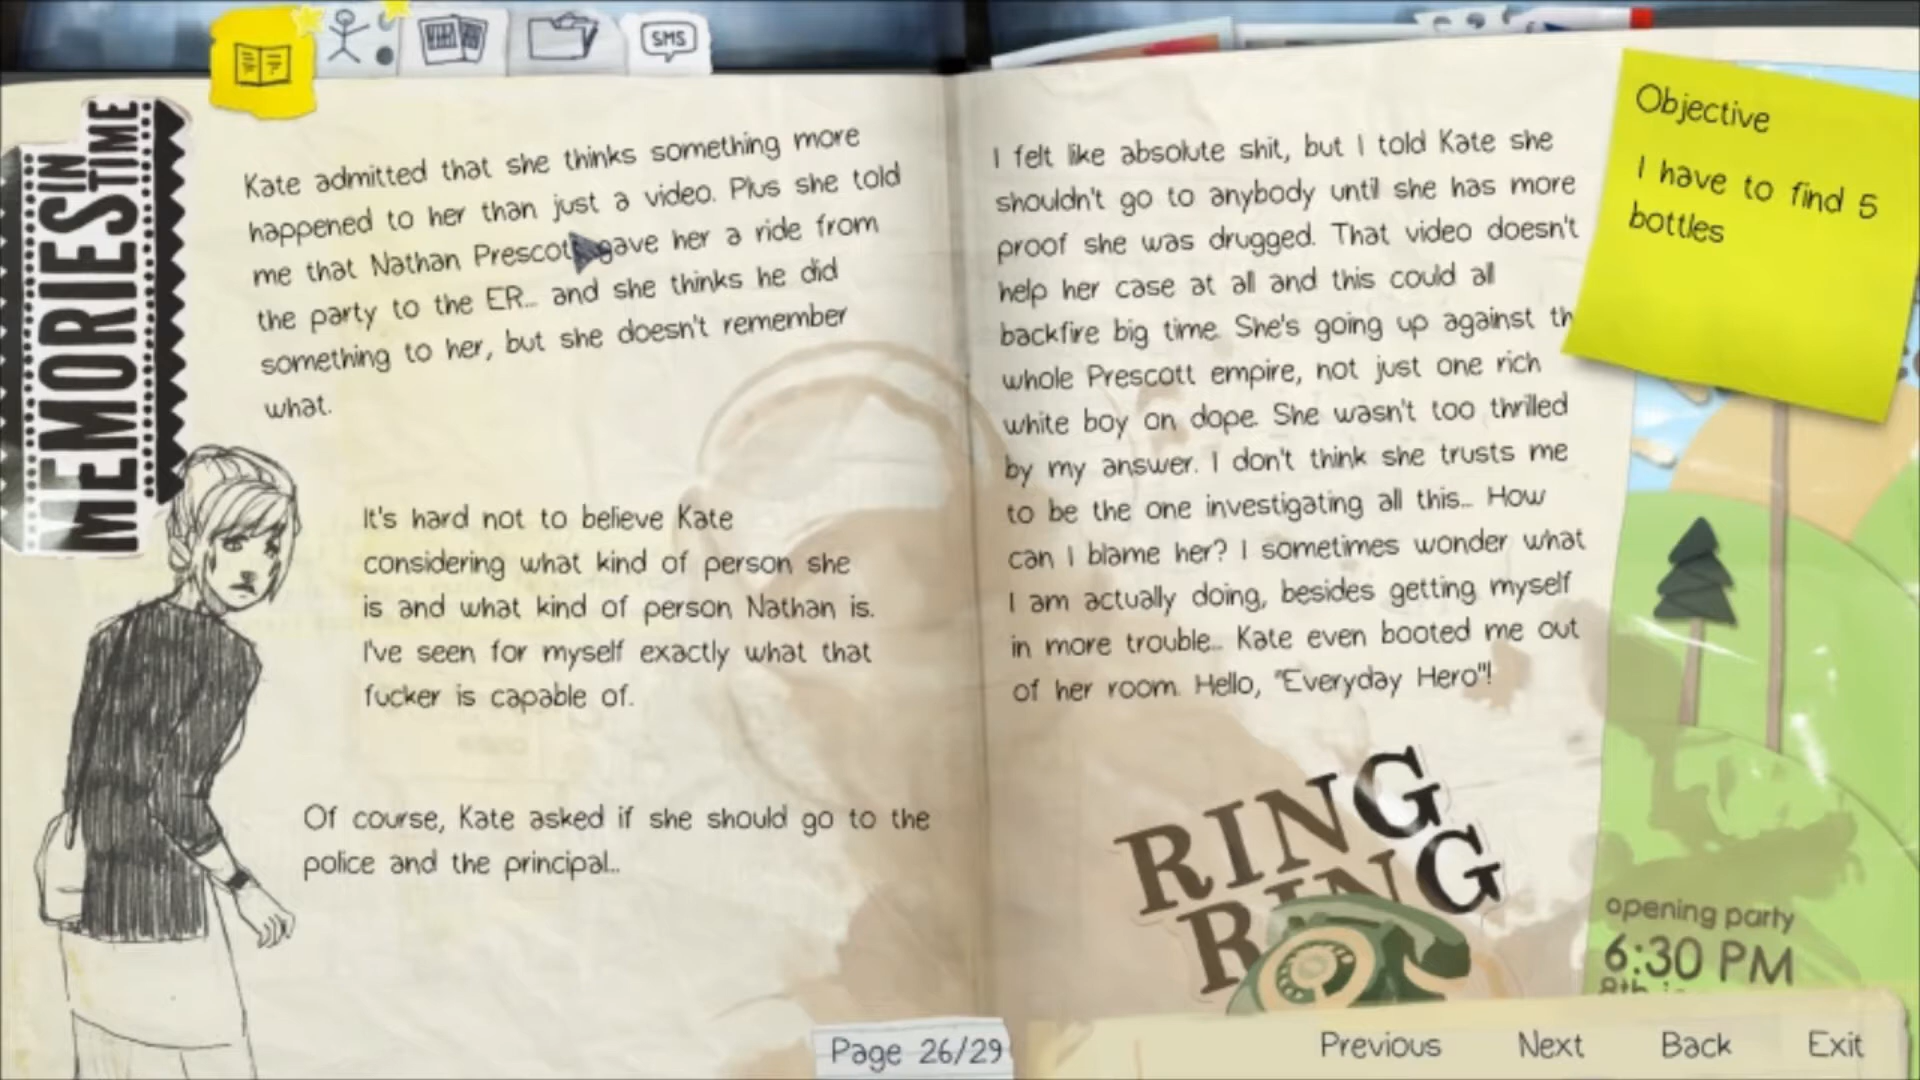 SMS
MEMORIES IN TIME
Kate admitted that she thinks something more
happened to her than just a video. Plus she told
me that Nathan Prescott gave her a ride from
the party to the ER... and she thinks he did
something to her, but she doesn't remember
what.
It's hard not to believe Kate
considering what kind of person she
is and what kind of person Nathan is.
I've seen for myself exactly what that
fucker is capable of.
Of course, Kate asked if she should go to the
police and the principal...
I felt like absolute shit, but I told Kate she
shouldn't go to anybody until she has more
proof she was drugged. That video doesn't
help her case at all and this could all
backfire big time. She's going up against th
whole Prescott empire, not just one rich
white boy on dope. She wasn't too thrilled
by my answer. I don't think she trusts me
to be the one investigating all this... How
can I blame her? I sometimes wonder what
I am actually doing, besides getting myself
in more trouble... Kate even booted me out
of her room. Hello, "Everyday Hero"!
RING
RING
Objective
I have to find 5
bottles
opening party
6:30 PM
8th
Page 26/29
Previous Next Back Exit